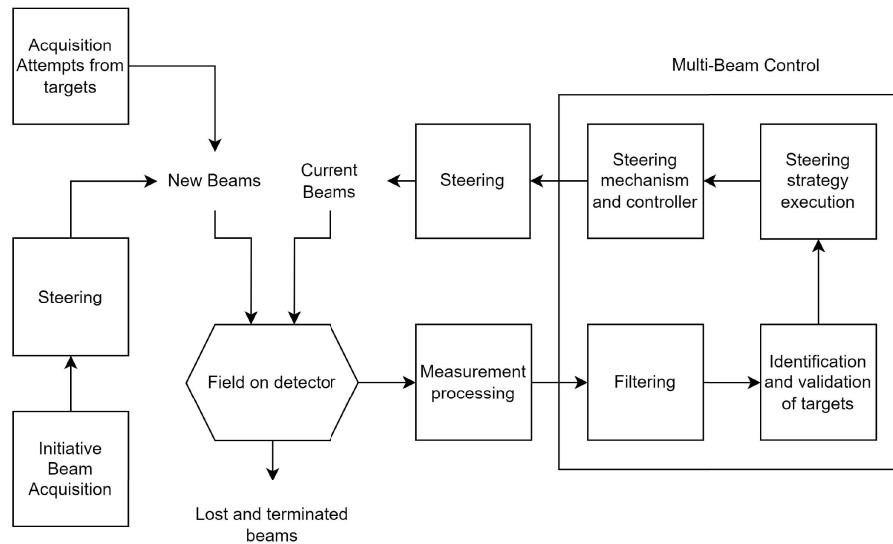 Acquisition
Attempts from
targets
Multi-Beam Control
New Beams
Current
Beams
Steering
Steering
mechanism
and controller
Steering
strategy
execution
Steering
Field on detector
Measurement
processing
Filtering
Identification
and validation
of targets
Initiative
Beam
Acquisition
Lost and terminated
beams